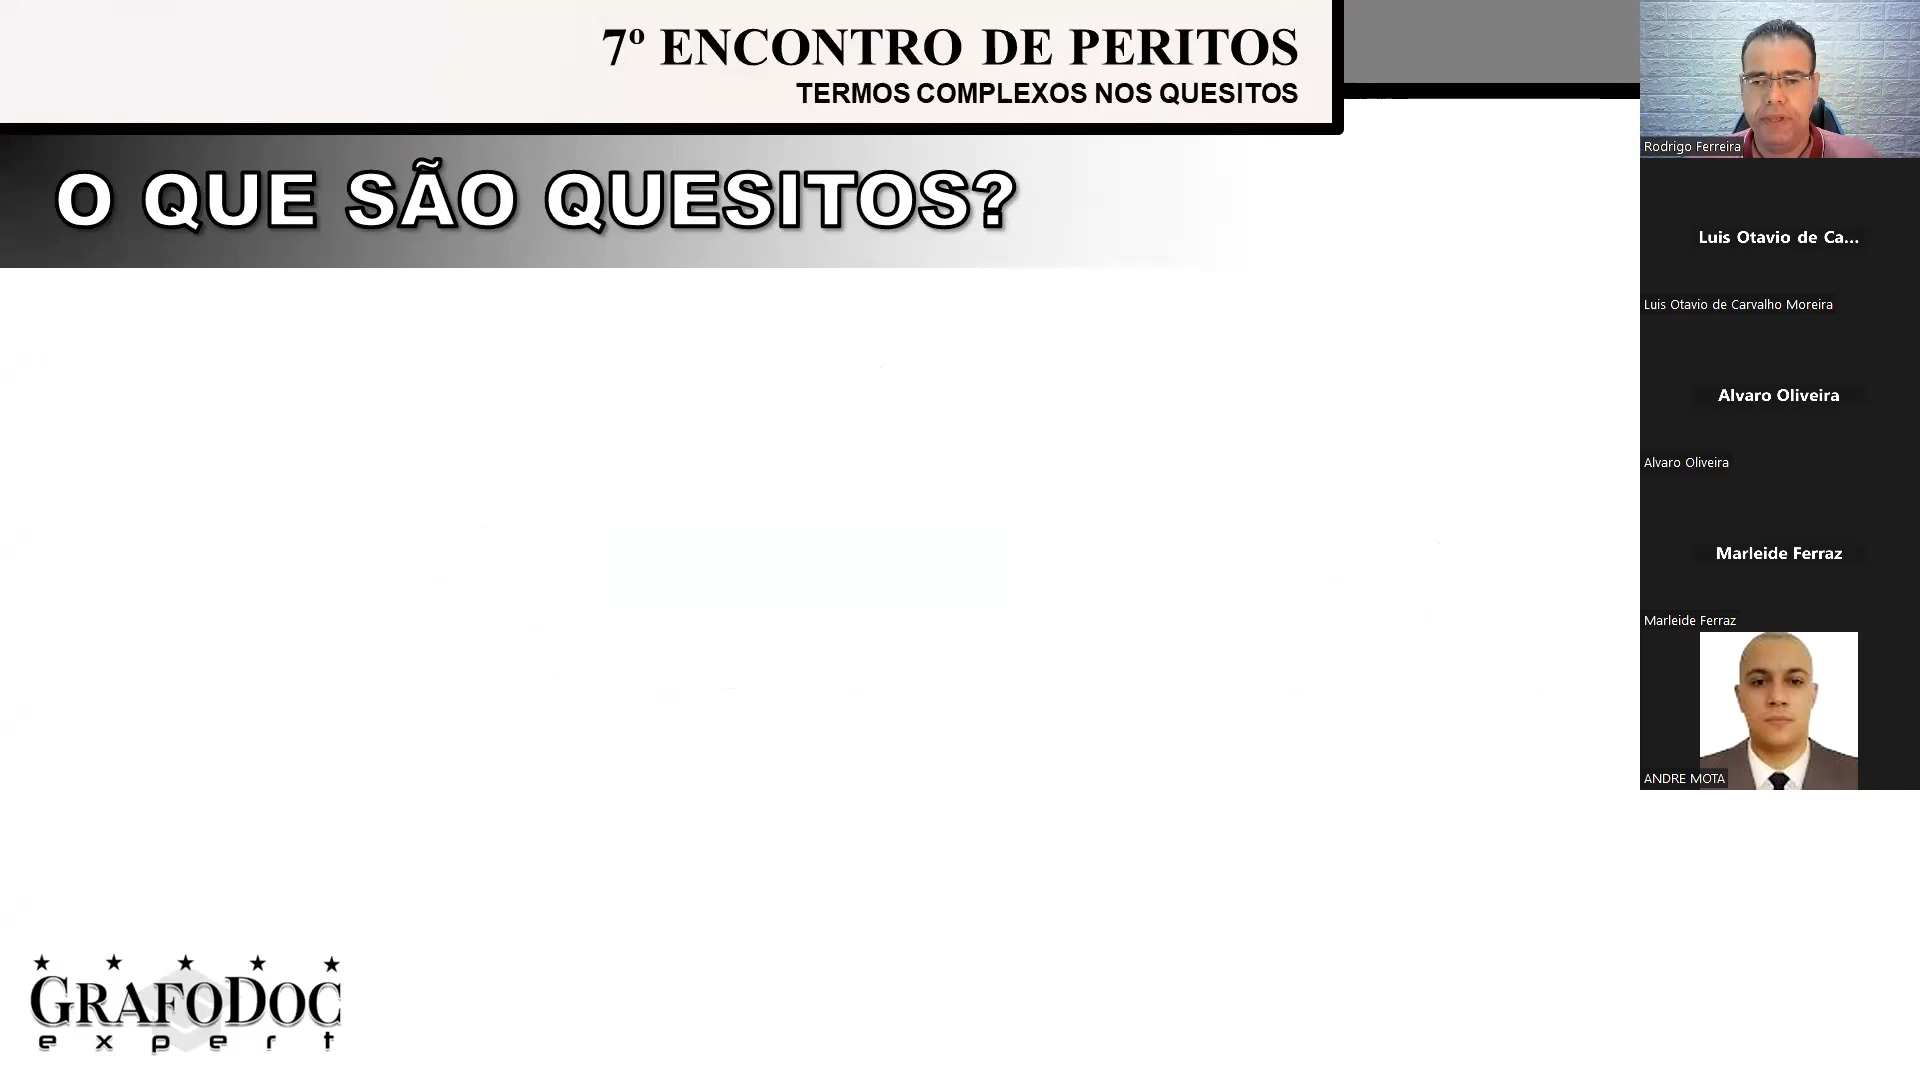 7º ENCONTRO DE PERITOS
TERMOS COMPLEXOS NOS QUESITOS
O QUE SÃO QUESITOS?
Rodrigo Ferreira
Luis Otavio de Ca...
Luis Otavio de Carvalho Moreira
Alvaro Oliveira
Alvaro Oliveira
Marleide Ferraz
Marleide Ferraz
ANDRE MOTA
GRAFODOC
expert